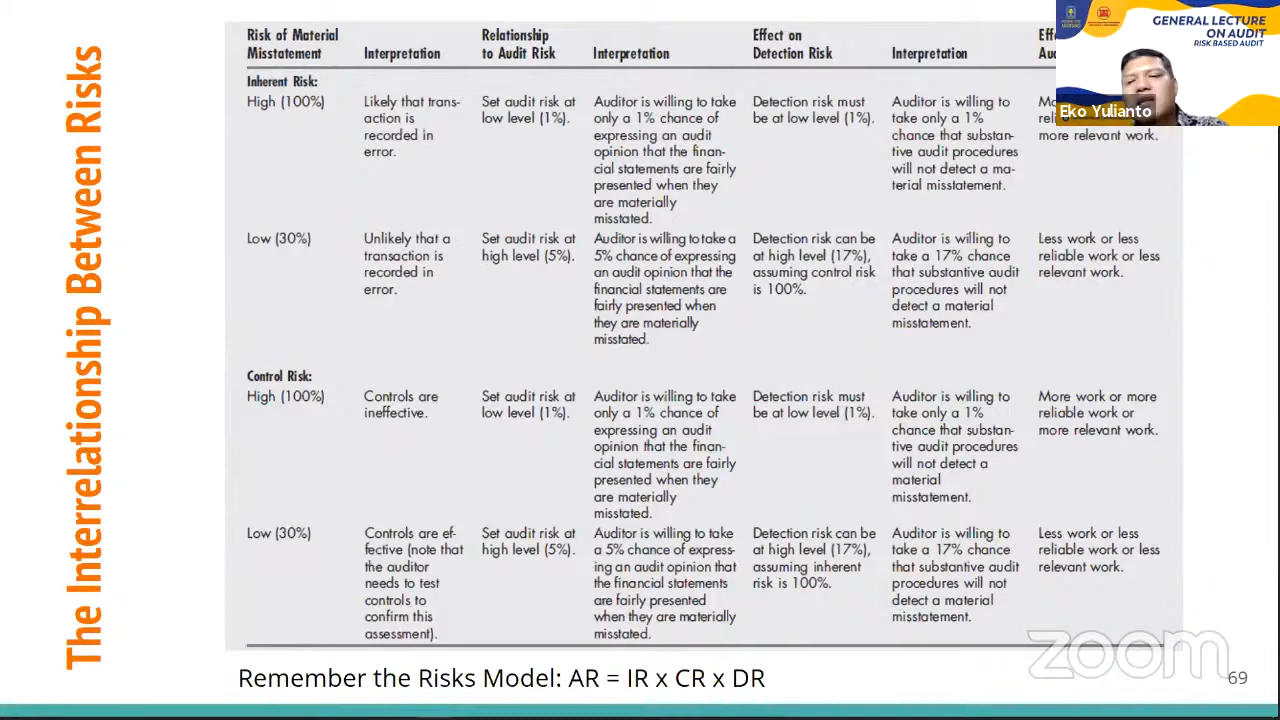 The Interrelationship Between Risks
GENERAL LECTURE
ON AUDIT
RISK BASED AUDIT
Eko Yulianto
Risk of Material
Misstatement
Interpretation
Relationship
to Audit Risk
Interpretation
Effect on
Detection Risk
Interpretation
Inherent Risk:
High (100%)
Likely that trans-
action is
recorded in
error.
Set audit risk at
low level (1%).
Auditor is willing to take
only a 1% chance of
expressing an audit
opinion that the finan-
cial statements are fairly
presented when they
are materially
misstated.
Detection risk must
be at low level (1%).
Auditor is willing to
take only a 1%
chance that substan-
tive audit procedures
will not detect a ma-
terial misstatement.
more relevant work.
Low (30%)
Unlikely that a
transaction is
recorded in
error.
Set audit risk at
high level (5%).
Auditor is willing to take a
5% chance of expressing
an audit opinion that the
financial statements are
fairly presented when
they are materially
misstated.
Detection risk can be
at high level (17%),
assuming control risk
is 100%.
Auditor is willing to
take a 17% chance
that substantive audit
procedures will not
detect a material
misstatement.
Less work or less
reliable work or less
relevant work.
Control Risk:
High (100%)
Controls are
ineffective.
Set audit risk at
low level (1%).
Auditor is willing to take
only a 1% chance of
expressing an audit
opinion that the finan-
cial statements are fairly
presented when they
are materially
misstated.
Detection risk must
be at low level (1%).
Auditor is willing to
take only a 1%
chance that substan-
tive audit procedures
will not detect a
material
misstatement.
More work or more
reliable work or
more relevant work.
Low (30%)
Controls are ef-
fective (note that
the auditor
needs to test
controls to
confirm this
assessment).
Set audit risk at
high level (5%).
Auditor is willing to take
a 5% chance of express-
ing an audit opinion that
the financial statements
are fairly presented
when they are materially
misstated.
Detection risk can be
at high level (17%),
assuming inherent
risk is 100%.
Auditor is willing to
take a 17% chance
that substantive audit
procedures will not
detect a material
misstatement.
Less work or less
reliable work or less
relevant work.
zoom
Remember the Risks Model: AR = IR x CR x DR
69